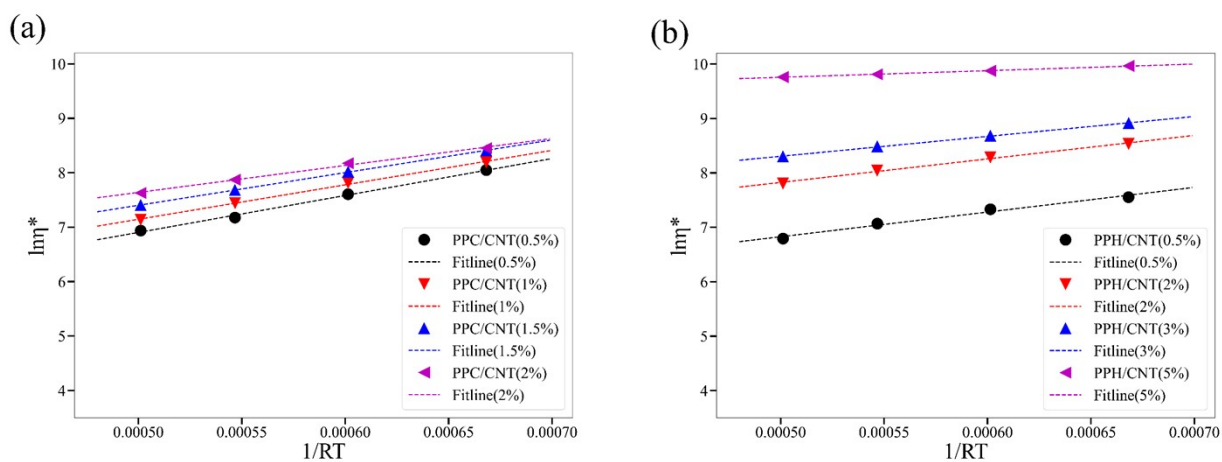 (a)
10
9
8
7
6
5
4
lnη*
0.00050
0.00055
0.00060
0.00065
0.00070
1/RT
PPC/CNT(0.5%)
Fitline(0.5%)
PPC/CNT(1%)
Fitline(1%)
PPC/CNT(1.5%)
Fitline(1.5%)
PPC/CNT(2%)
Fitline(2%)
(b)
10
9
8
7
6
5
4
lnη*
0.00050
0.00055
0.00060
0.00065
0.00070
1/RT
PPH/CNT(0.5%)
Fitline(0.5%)
PPH/CNT(2%)
Fitline(2%)
PPH/CNT(3%)
Fitline(3%)
PPH/CNT(5%)
Fitline(5%)